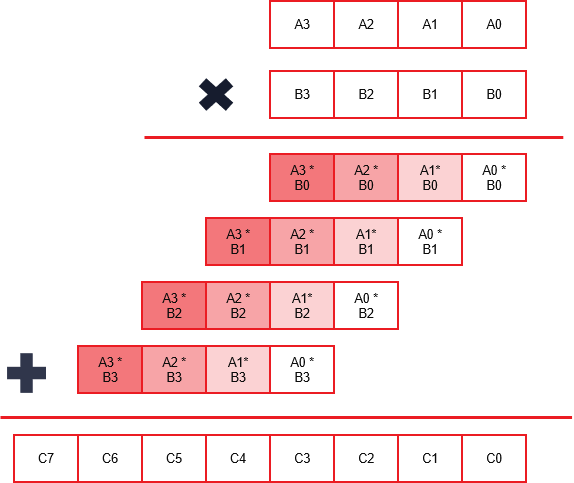 A3 A2 A1 A0
B3 B2 B1 B0
A3 * A2 * A1* A0 *
B0 B0 B0 B0
A3 * A2 * A1* A0 *
B1 B1 B1 B1
A3 * A2 * A1* A0 *
B2 B2 B2 B2
A3 * A2 * A1* A0 *
B3 B3 B3 B3
C7 C6 C5 C4 C3 C2 C1 C0